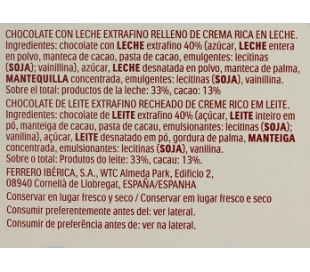 CHOCOLATE CON LECHE EXTRAFINO RELLENO DE CREMA RICA EN LECHE.
Ingredientes: chocolate con LECHE extrafino 40% (azúcar, LECHE entera
en polvo, manteca de cacao, pasta de cacao, emulgente: lecitinas
(SOJA); vainillina), azúcar, LECHE desnatada en polvo, manteca de palma,
MANTEQUILLA concentrada, emulgentes: lecitinas (SOJA), vainillina.
Sobre el total: productos de la leche: 33%, cacao: 13%
CHOCOLATE DE LEITE EXTRAFINO RECHEADO DE CREME RICO EM LEITE.
Ingredientes: chocolate de LEITE extrafino 40% (açúcar, LEITE inteiro em
pó, manteiga de cacau, pasta de cacau, emulsionantes: lecitinas (SOJA);
vanilina), açúcar, LEITE desnatado em pó, gordura de palma, MANTEIGA
concentrada, emulsionantes: lecitinas (SOJA), vanillina.
Sobre o total: Produtos do leite: 33%, cacau: 13%.
FERRERO IBÉRICA, S.A., WTC Almeda Park, Edificio 2,
08940 Cornellà de Llobregat, ESPAÑA/ESPANHA
Conservar en lugar fresco y seco / Conservar em lugar fresco e seco
Consumir preferentemente antes del: ver lateral.
Consumir de preferência antes de: ver na lateral.